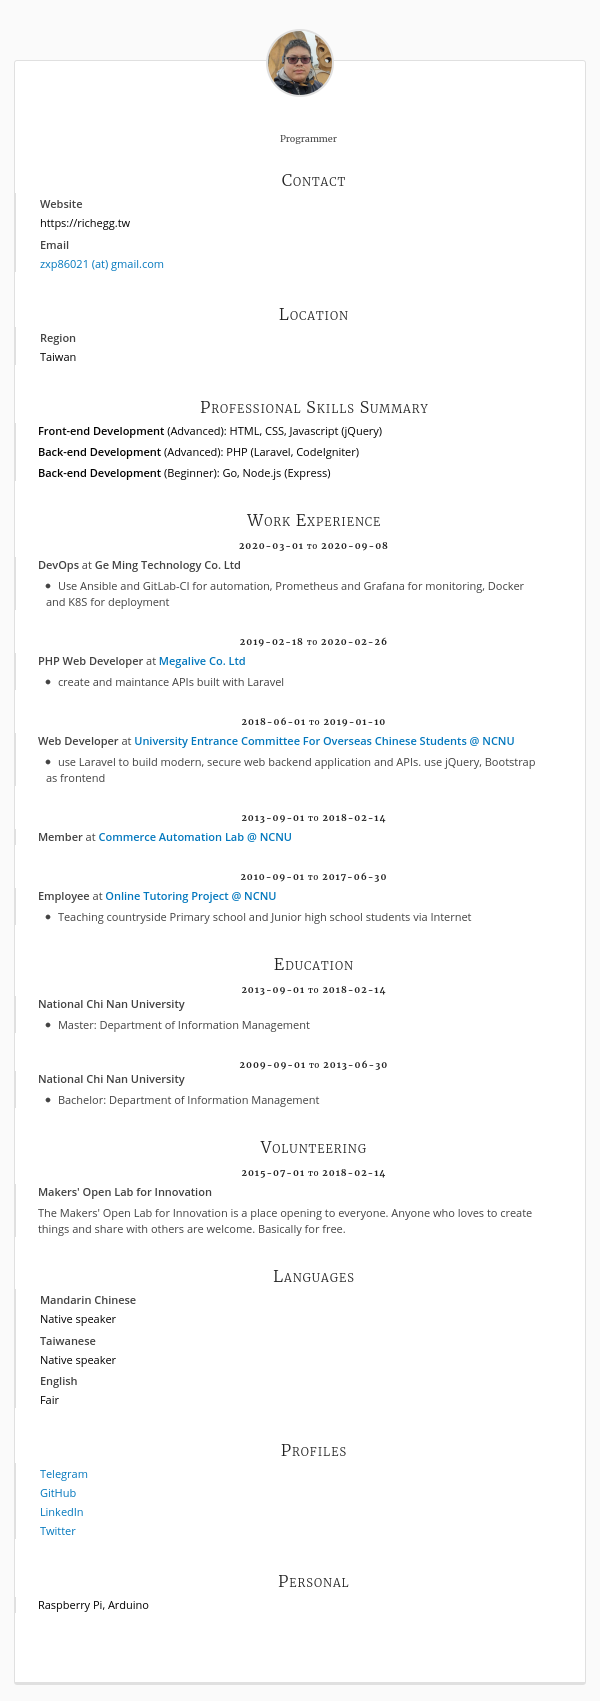 Programmer
Contact
Website
https://richegg.tw
Email
zxp86021 (at) gmail.com
Location
Region
Taiwan
Professional Skills Summary
Front-end Development (Advanced): HTML, CSS, Javascript (jQuery)
Back-end Development (Advanced): PHP (Laravel, CodeIgniter)
Back-end Development (Beginner): Go, Node.js (Express)
Work Experience
2020-03-01 to 2020-09-08
DevOps at Ge Ming Technology Co. Ltd
• Use Ansible and GitLab-CI for automation, Prometheus and Grafana for monitoring, Docker
and K8S for deployment
2019-02-18 to 2020-02-26
PHP Web Developer at Megalive Co. Ltd
• create and maintance APIs built with Laravel
2018-06-01 to 2019-01-10
Web Developer at University Entrance Committee For Overseas Chinese Students @ NCNU
• use Laravel to build modern, secure web backend application and APIs. use jQuery, Bootstrap
as frontend
2013-09-01 to 2018-02-14
Member at Commerce Automation Lab @ NCNU
2010-09-01 to 2017-06-30
Employee at Online Tutoring Project @ NCNU
• Teaching countryside Primary school and Junior high school students via Internet
Education
2013-09-01 to 2018-02-14
National Chi Nan University
• Master: Department of Information Management
2009-09-01 to 2013-06-30
National Chi Nan University
• Bachelor: Department of Information Management
Volunteering
2015-07-01 to 2018-02-14
Makers' Open Lab for Innovation
The Makers' Open Lab for Innovation is a place opening to everyone. Anyone who loves to create
things and share with others are welcome. Basically for free.
Languages
Mandarin Chinese
Native speaker
Taiwanese
Native speaker
English
Fair
Profiles
Telegram
GitHub
LinkedIn
Twitter
Personal
Raspberry Pi, Arduino